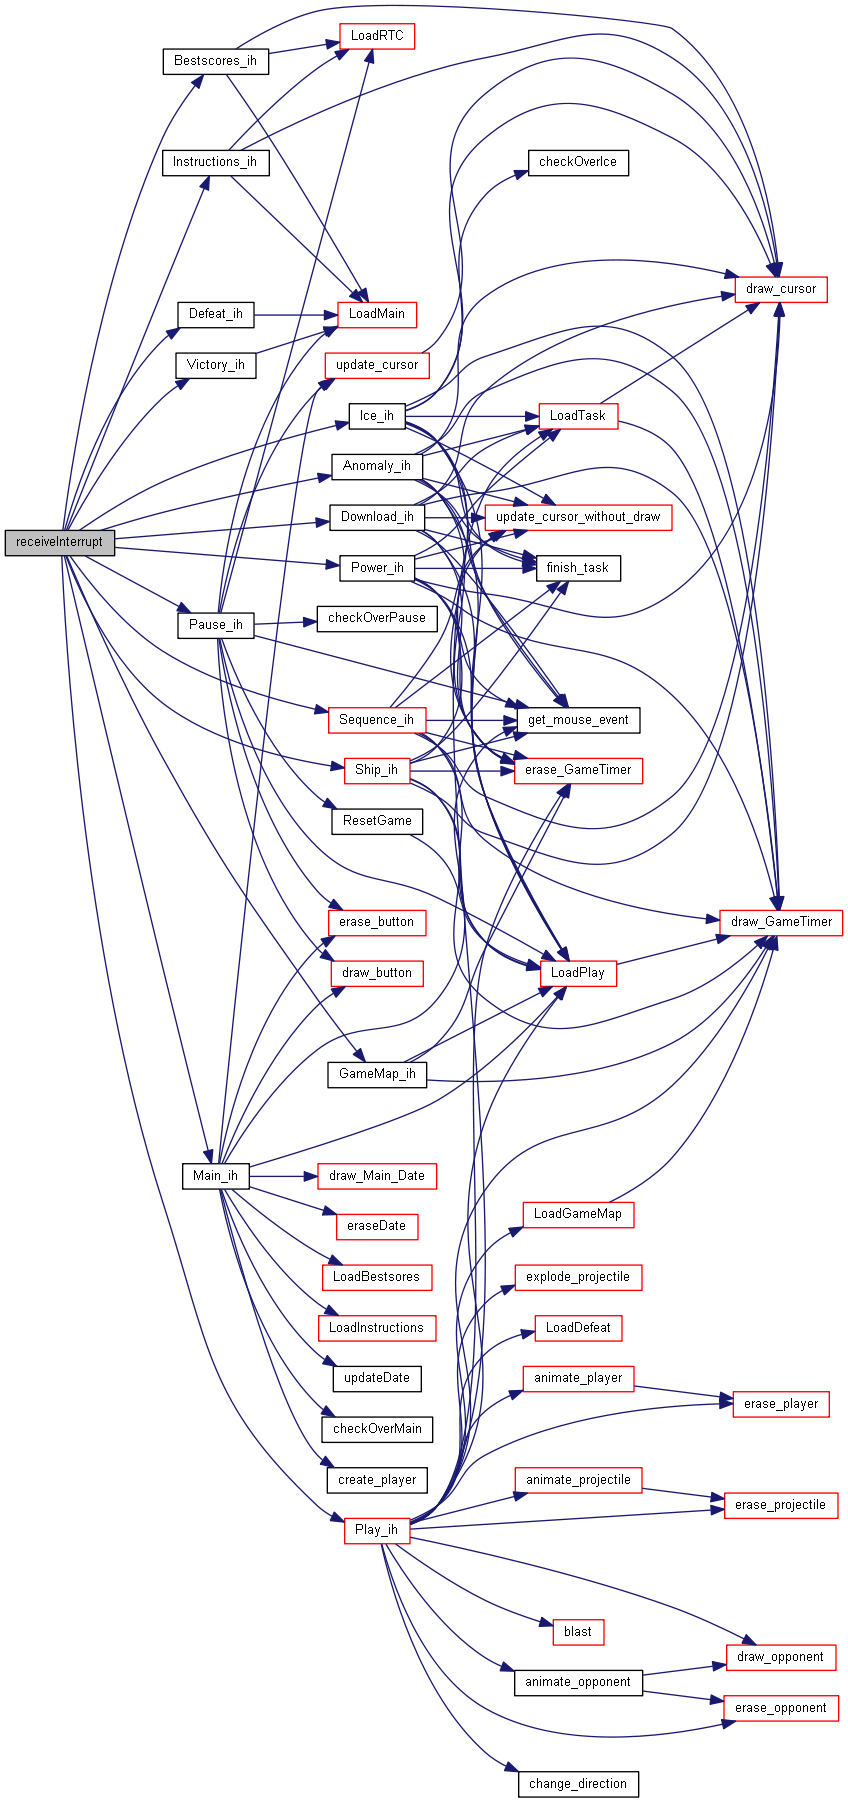 LoadRTC
Bestscores_ih
Instructions_ih
checkOverIce
draw_cursor
Defeat_ih
LoadMain
Victory_ih
update_cursor
Ice_ih
LoadTask
Anomaly_ih
Download_ih
update_cursor_without_draw
receiveInterrupt
Power_ih
finish_task
Pause_ih
checkOverPause
Sequence_ih
get_mouse_event
Ship_ih
erase_GameTimer
ResetGame
erase_button
draw_GameTimer
draw_button
LoadPlay
GameMap_ih
Main_ih
draw_Main_Date
LoadGameMap
eraseDate
LoadBestsores
explode_projectile
LoadInstructions
LoadDefeat
updateDate
animate_player
erase_player
checkOverMain
create_player
animate_projectile
erase_projectile
Play_ih
blast
draw_opponent
animate_opponent
erase_opponent
change_direction